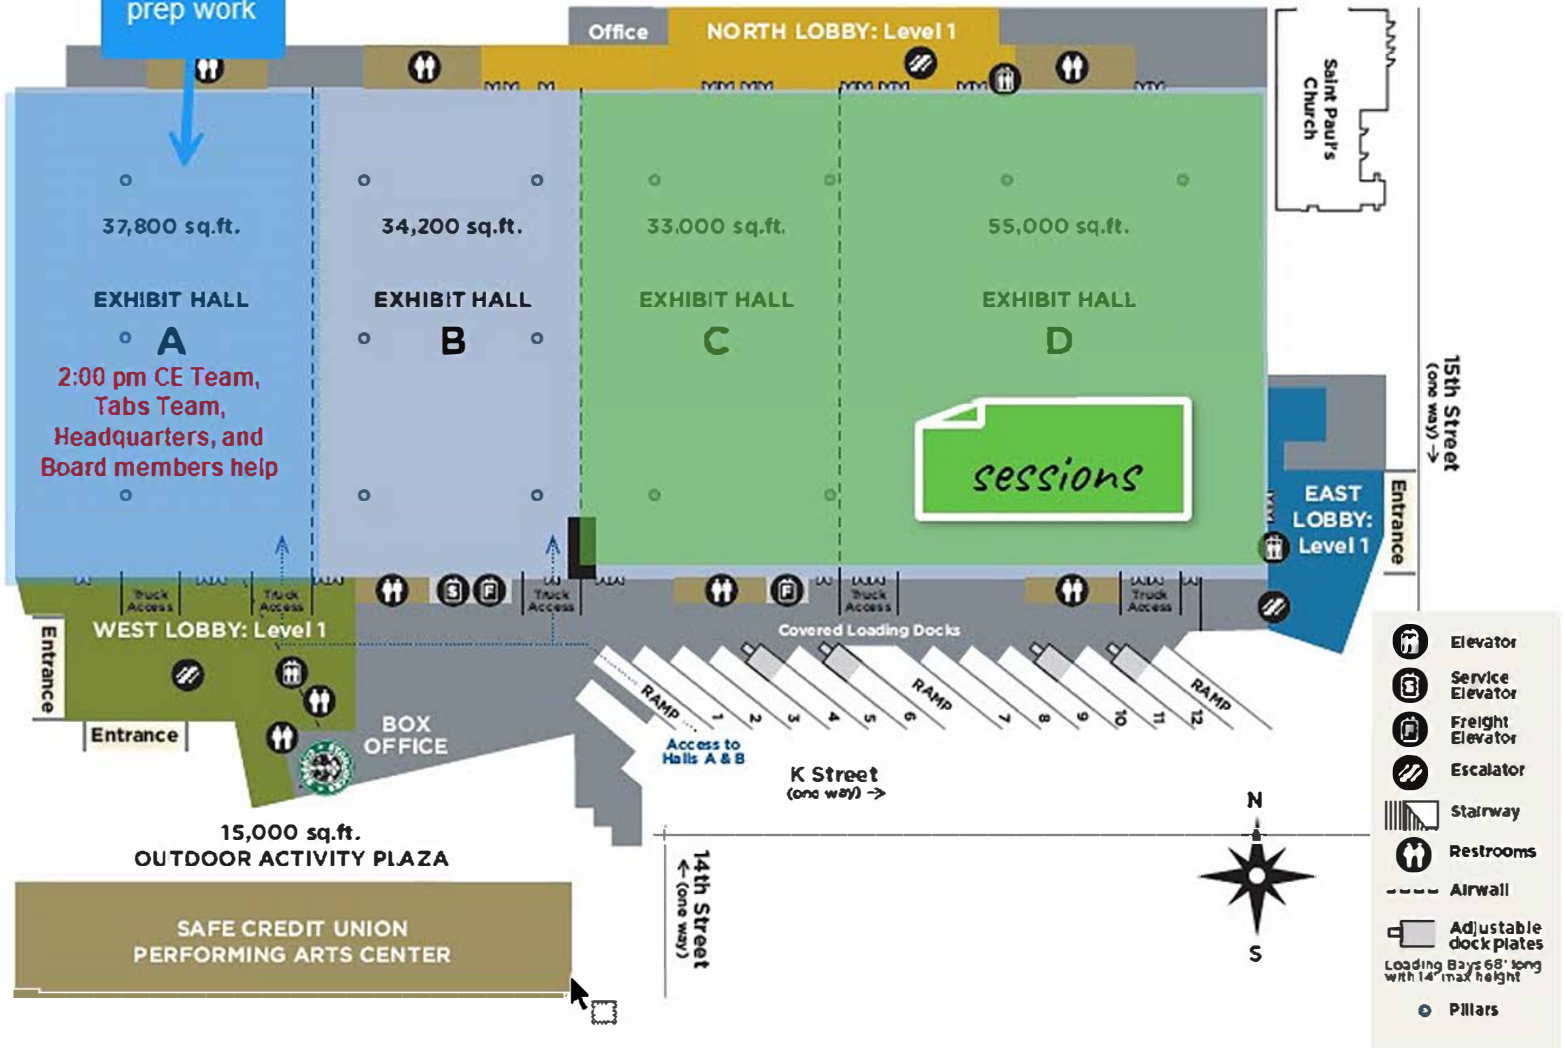 prep work
Office
NORTH LOBBY: Level 1
Saint Paul's
Church
37,800 sq.ft.
34,200 sq.ft.
33,000 sq.ft.
55,000 sq.ft.
EXHIBIT HALL
A
EXHIBIT HALL
B
EXHIBIT HALL
C
EXHIBIT HALL
D
2:00 pm CE Team,
Tabs Team,
Headquarters, and
Board members help
sessions
15th Street
(one way) →
EAST
LOBBY:
Level 1
Entrance
Truck
Access
Truck
Access
S
F
Truck
Access
F
Truck
Access
Truck
Access
WEST LOBBY: Level 1
Covered Loading Docks
Entrance
Entrance
BOX
OFFICE
RAMP
1
2
3
4
5
6
RAMP
7
8
9
10
11
12
RAMP
Access to
Halls A & B
K Street
(one way) →
15,000 sq.ft.
OUTDOOR ACTIVITY PLAZA
SAFE CREDIT UNION
PERFORMING ARTS CENTER
14th Street
← (one way)
N
S
Elevator
S
Service
Elevator
F
Freight
Elevator
Escalator
Stairway
Restrooms
Airwall
Adjustable
dock plates
Loading Bays 68' long
with 14' max height
Pillars